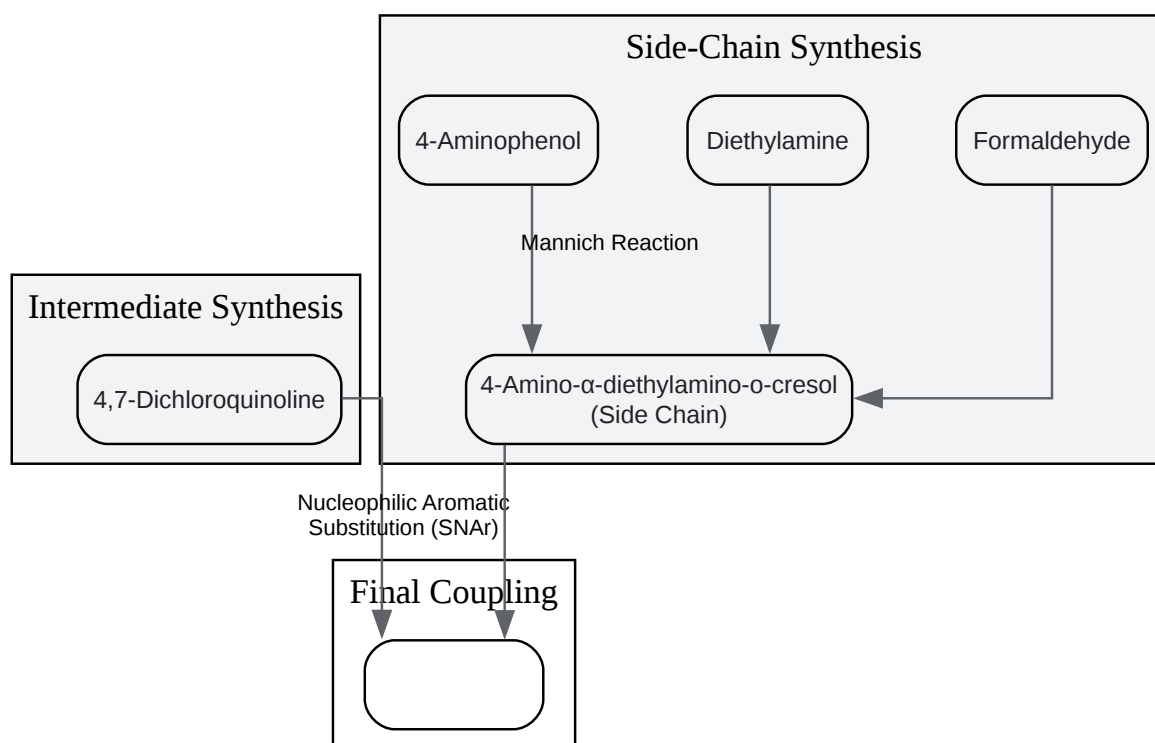 Side-Chain Synthesis
4-Aminophenol
Diethylamine
Formaldehyde
Mannich Reaction
Intermediate Synthesis
4,7-Dichloroquinoline
4-Amino-α-diethylamino-o-cresol
(Side Chain)
Nucleophilic Aromatic
Substitution (SNAr)
Final Coupling